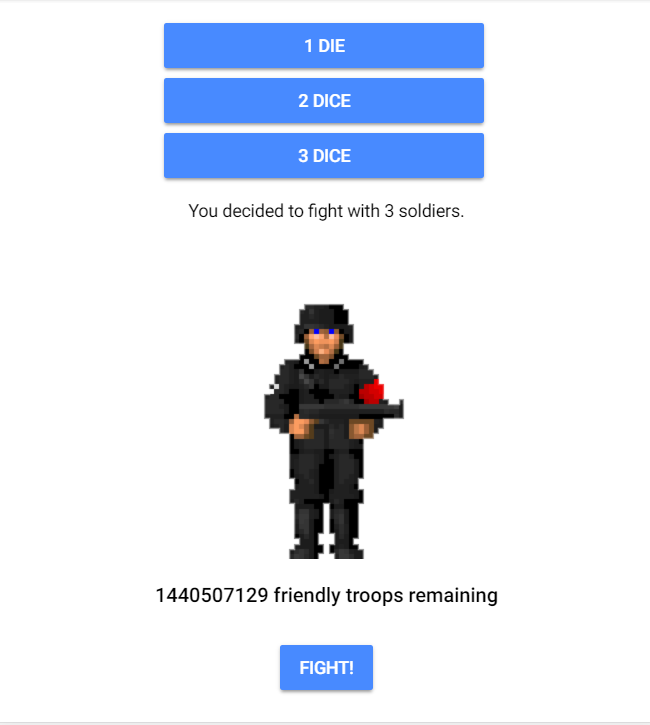 1 DIE
2 DICE
3 DICE
You decided to fight with 3 soldiers.
1440507129 friendly troops remaining
FIGHT!